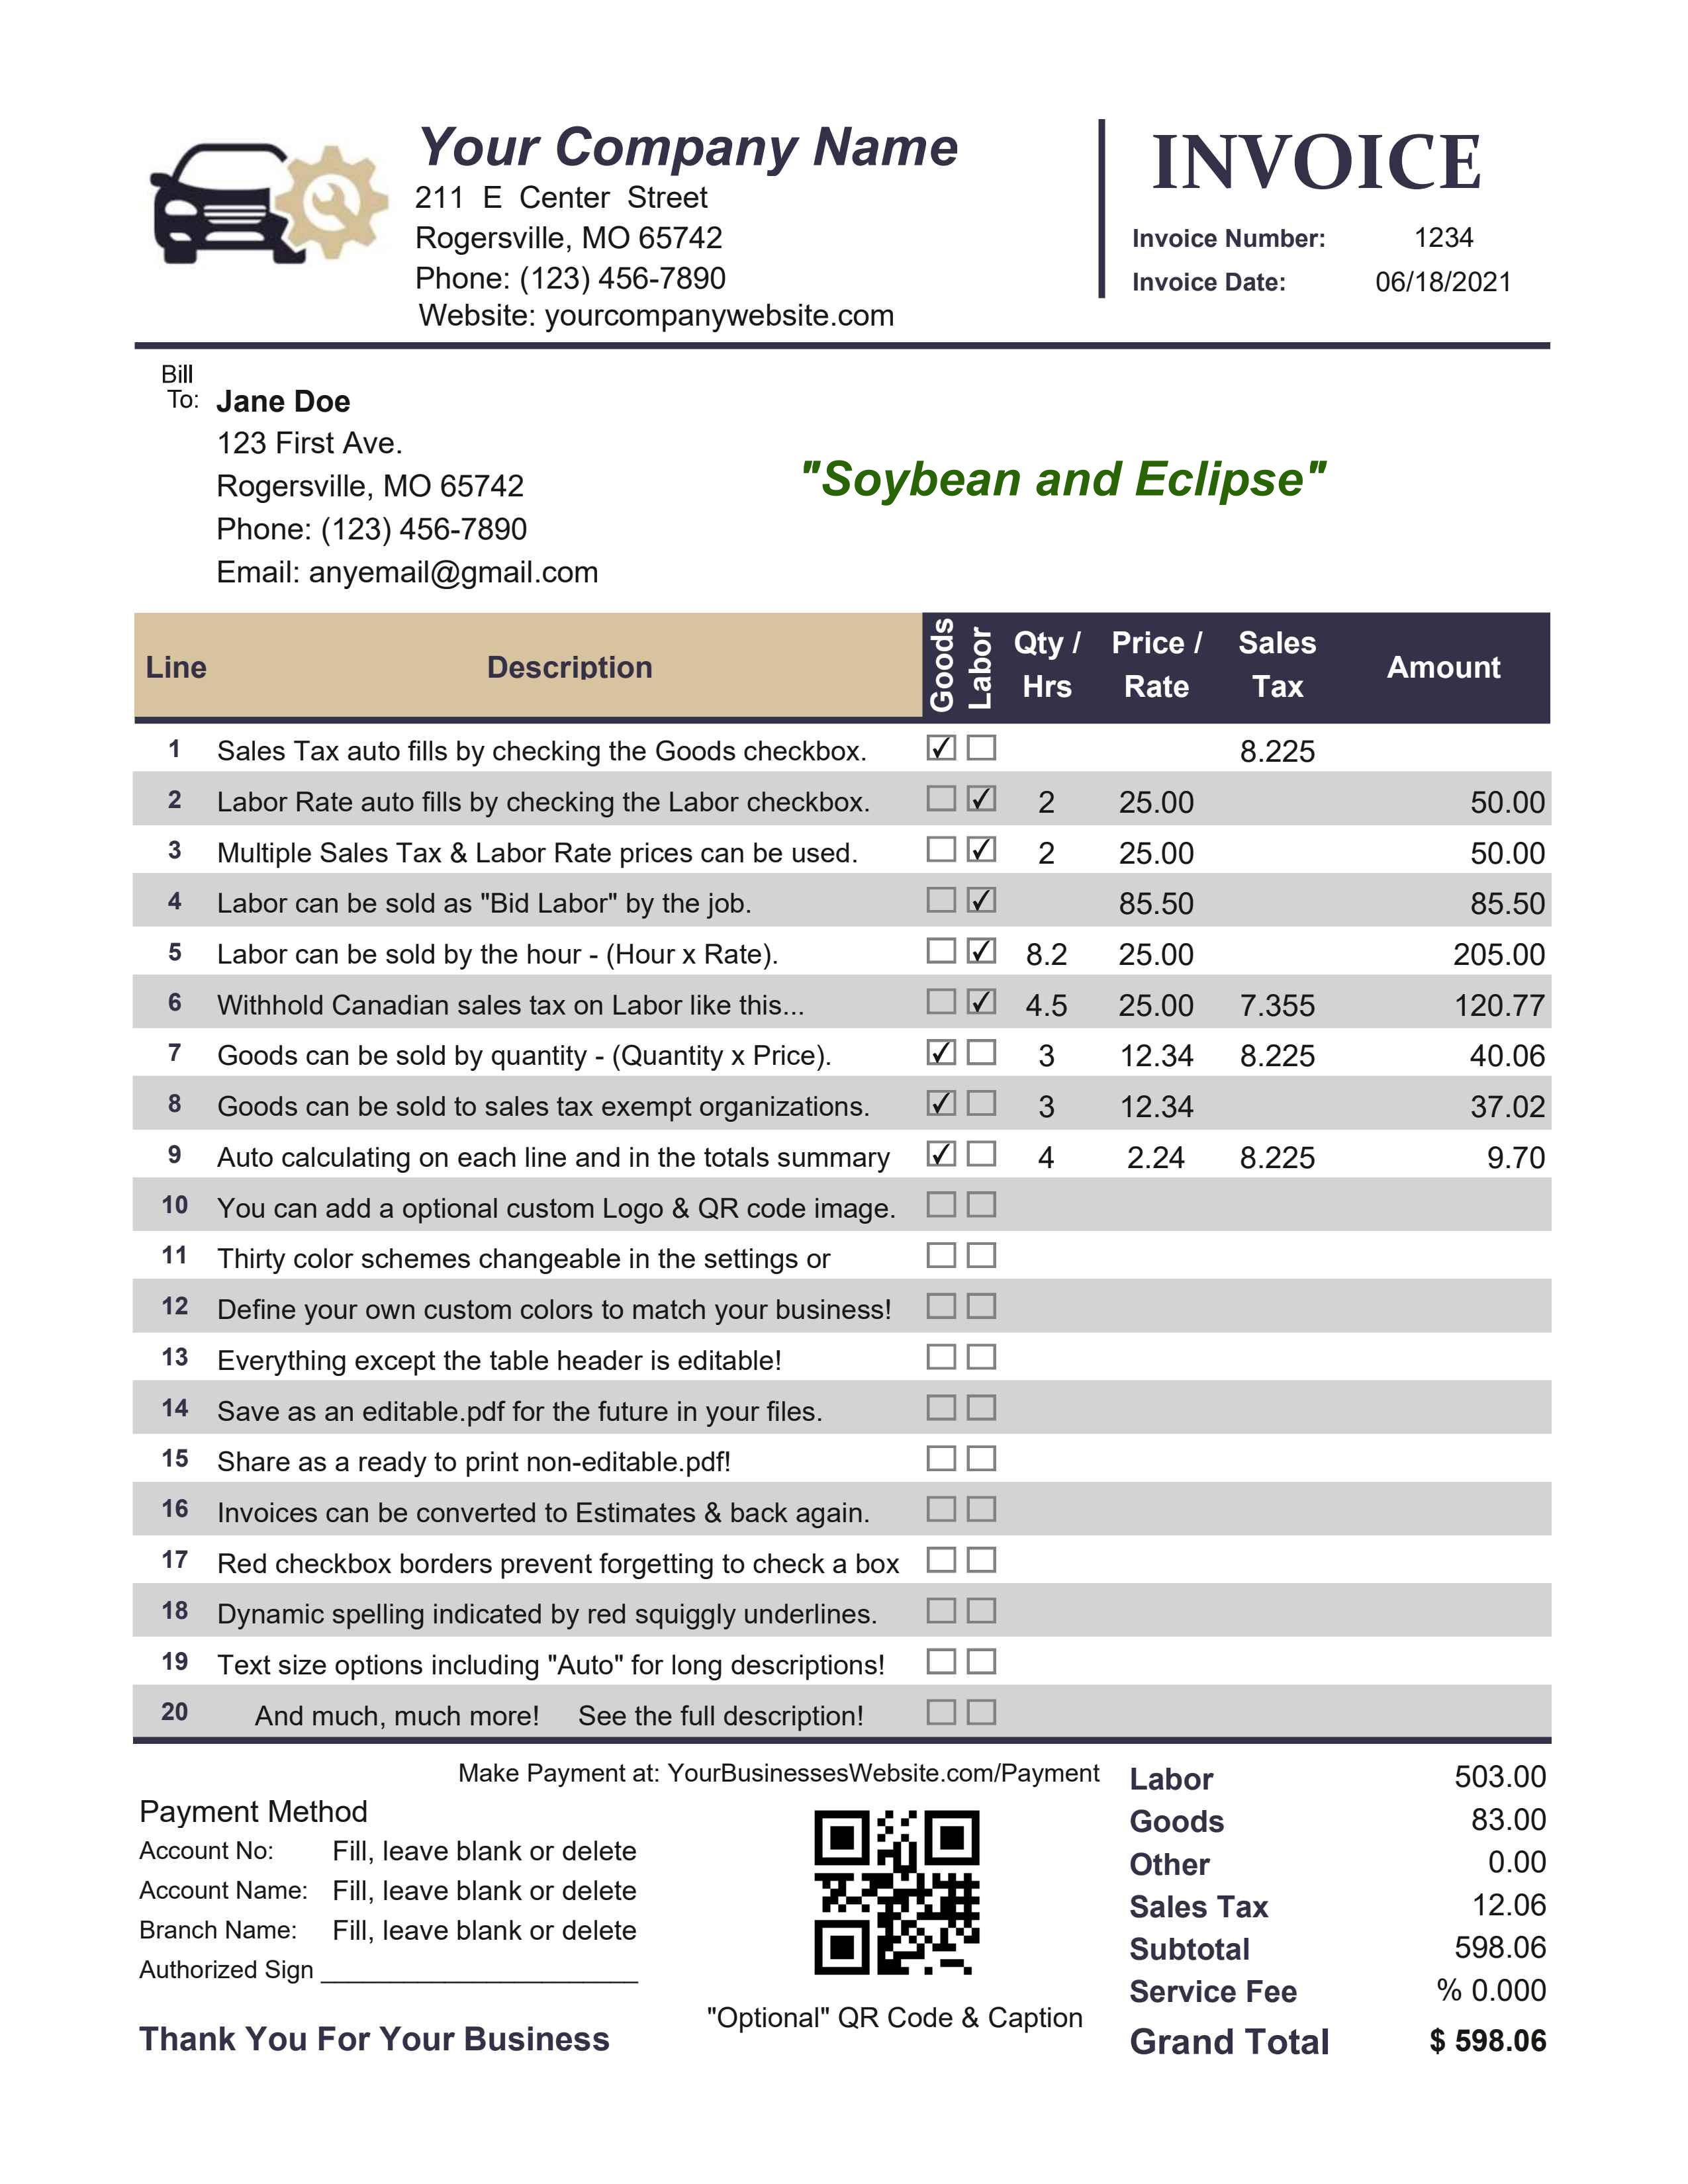 Your Company Name
211 E Center Street
Rogersville, MO 65742
Phone: (123) 456-7890
Website: yourcompanywebsite.com
INVOICE
Invoice Number: 1234
Invoice Date: 06/18/2021
Bill
To: Jane Doe
123 First Ave.
Rogersville, MO 65742
Phone: (123) 456-7890
Email: anyemail@gmail.com
"Soybean and Eclipse"
Line Description Goods Labor Qty / Hrs Price / Rate Sales Tax Amount
1 Sales Tax auto fills by checking the Goods checkbox. ✓ 8.225
2 Labor Rate auto fills by checking the Labor checkbox. ✓ 2 25.00 50.00
3 Multiple Sales Tax & Labor Rate prices can be used. ✓ 2 25.00 50.00
4 Labor can be sold as "Bid Labor" by the job. ✓ 85.50 85.50
5 Labor can be sold by the hour - (Hour x Rate). ✓ 8.2 25.00 205.00
6 Withhold Canadian sales tax on Labor like this... ✓ 4.5 25.00 7.355 120.77
7 Goods can be sold by quantity - (Quantity x Price). ✓ 3 12.34 8.225 40.06
8 Goods can be sold to sales tax exempt organizations. ✓ 3 12.34 37.02
9 Auto calculating on each line and in the totals summary ✓ 4 2.24 8.225 9.70
10 You can add a optional custom Logo & QR code image.
11 Thirty color schemes changeable in the settings or
12 Define your own custom colors to match your business!
13 Everything except the table header is editable!
14 Save as an editable.pdf for the future in your files.
15 Share as a ready to print non-editable.pdf!
16 Invoices can be converted to Estimates & back again.
17 Red checkbox borders prevent forgetting to check a box
18 Dynamic spelling indicated by red squiggly underlines.
19 Text size options including "Auto" for long descriptions!
20 And much, much more! See the full description!
Make Payment at: YourBusinessesWebsite.com/Payment
Payment Method
Account No: Fill, leave blank or delete
Account Name: Fill, leave blank or delete
Branch Name: Fill, leave blank or delete
Authorized Sign
Thank You For Your Business
"Optional" QR Code & Caption
Labor 503.00
Goods 83.00
Other 0.00
Sales Tax 12.06
Subtotal 598.06
Service Fee % 0.000
Grand Total $ 598.06